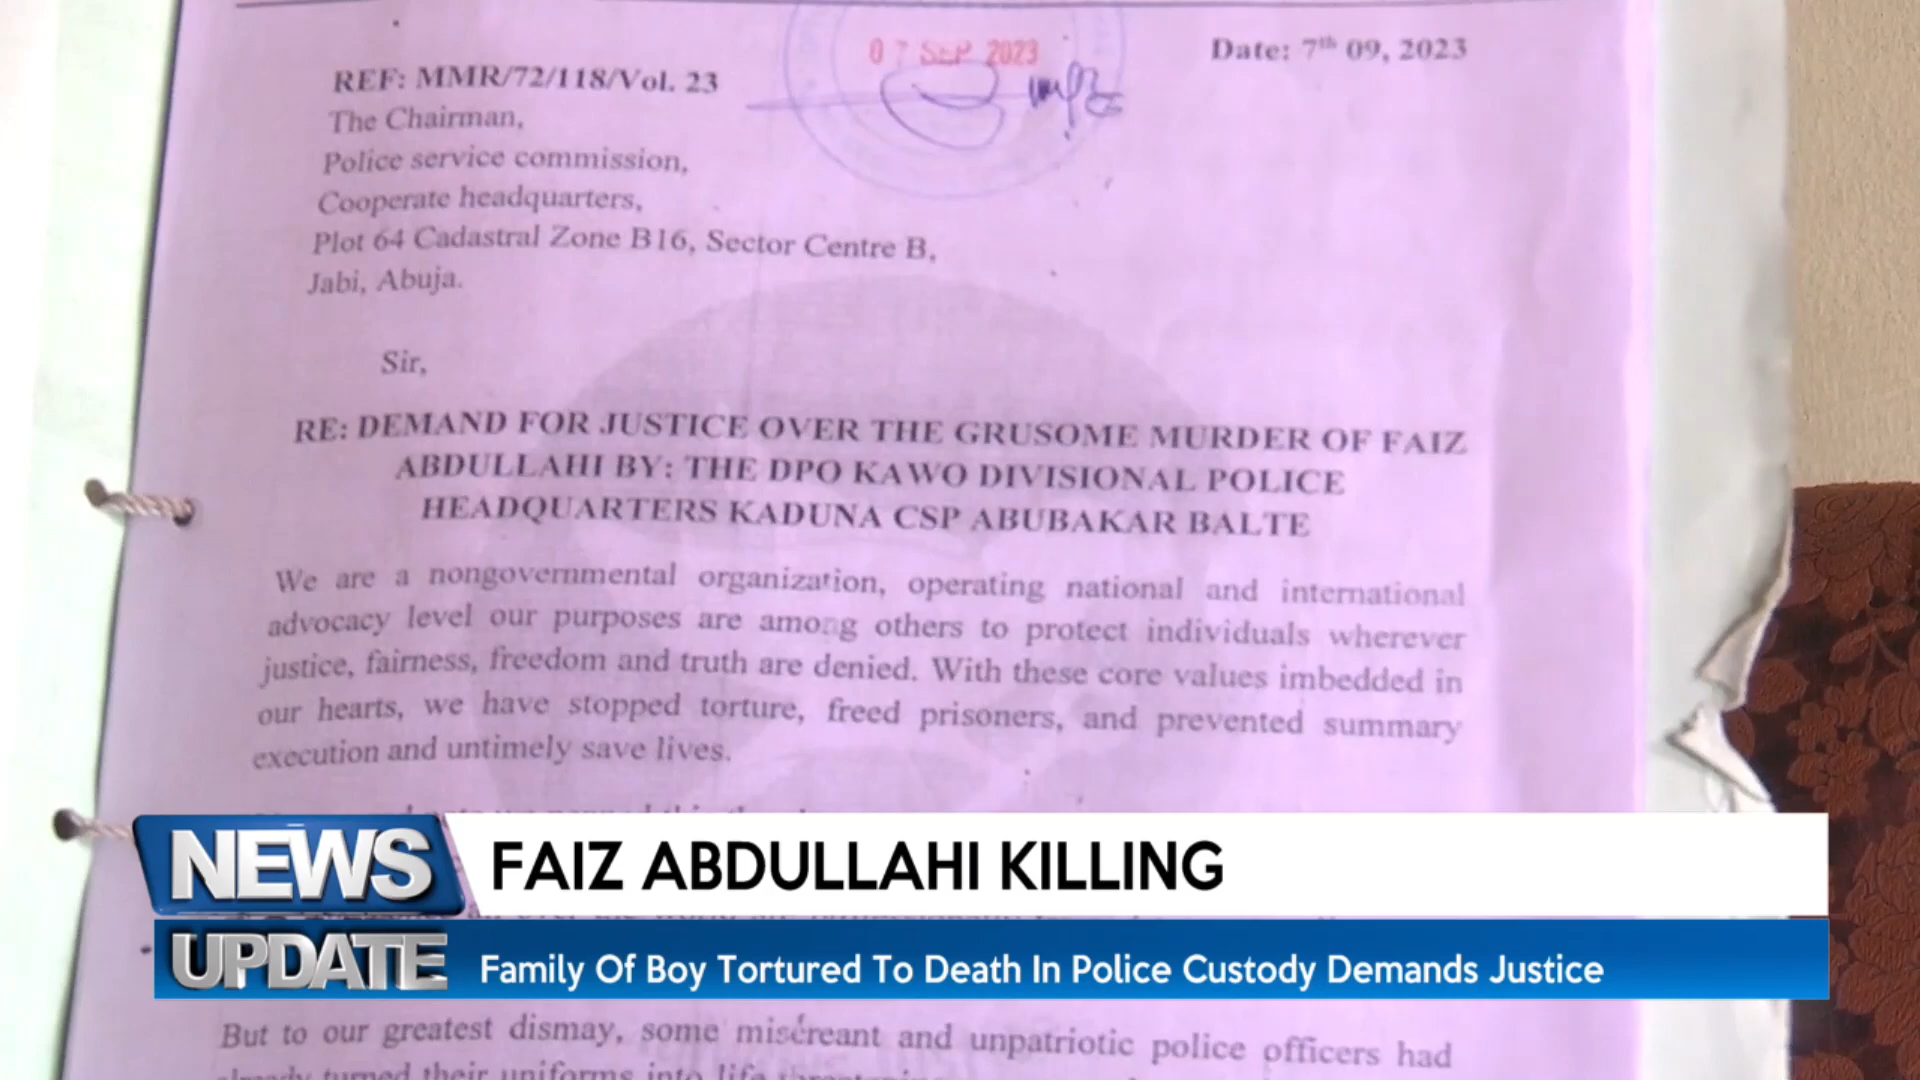 07 SEP 2023
Date: 7th 09, 2023
REF: MMR/72/118/Vol. 23
The Chairman,
Police service commission,
Cooperate headquarters,
Plot 64 Cadastral Zone B16, Sector Centre B,
Jabi, Abuja.
Sir,
RE: DEMAND FOR JUSTICE OVER THE GRUSOME MURDER OF FAIZ
ABDULLAHI BY: THE DPO KAWO DIVISIONAL POLICE
HEADQUARTERS KADUNA CSP ABUBAKAR BALTE
We are a nongovernmental organization, operating national and international
advocacy level our purposes are among others to protect individuals wherever
justice, fairness, freedom and truth are denied. With these core values imbedded in
our hearts, we have stopped torture, freed prisoners, and prevented summary
execution and untimely save lives.
NEWS
FAIZ ABDULLAHI KILLING
UPDATE
Family Of Boy Tortured To Death In Police Custody Demands Justice
But to our greatest dismay, some miscreant and unpatriotic police officers had
turned their uniforms into life